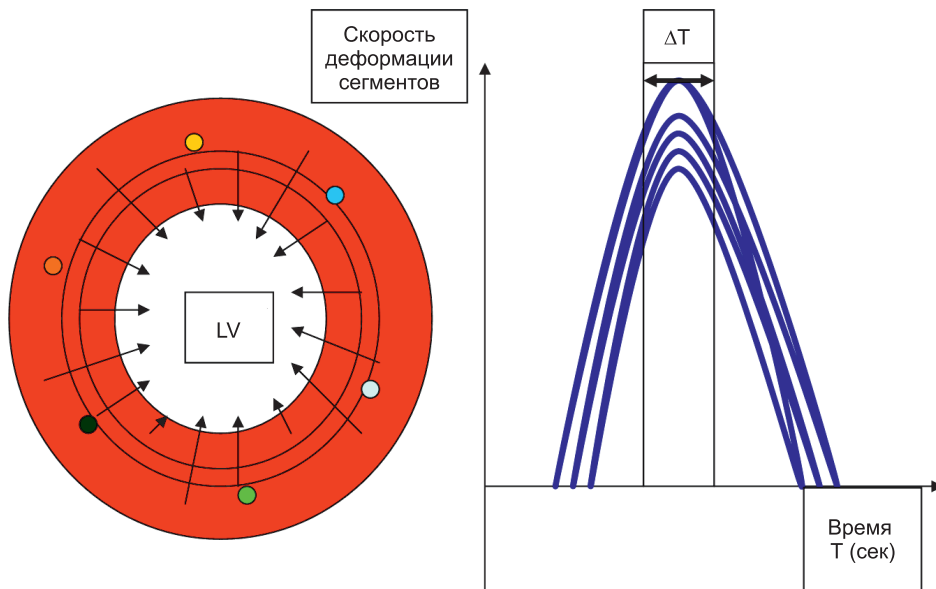 Скорость
деформации
сегментов
ΔT
LV
Время
T (сек)